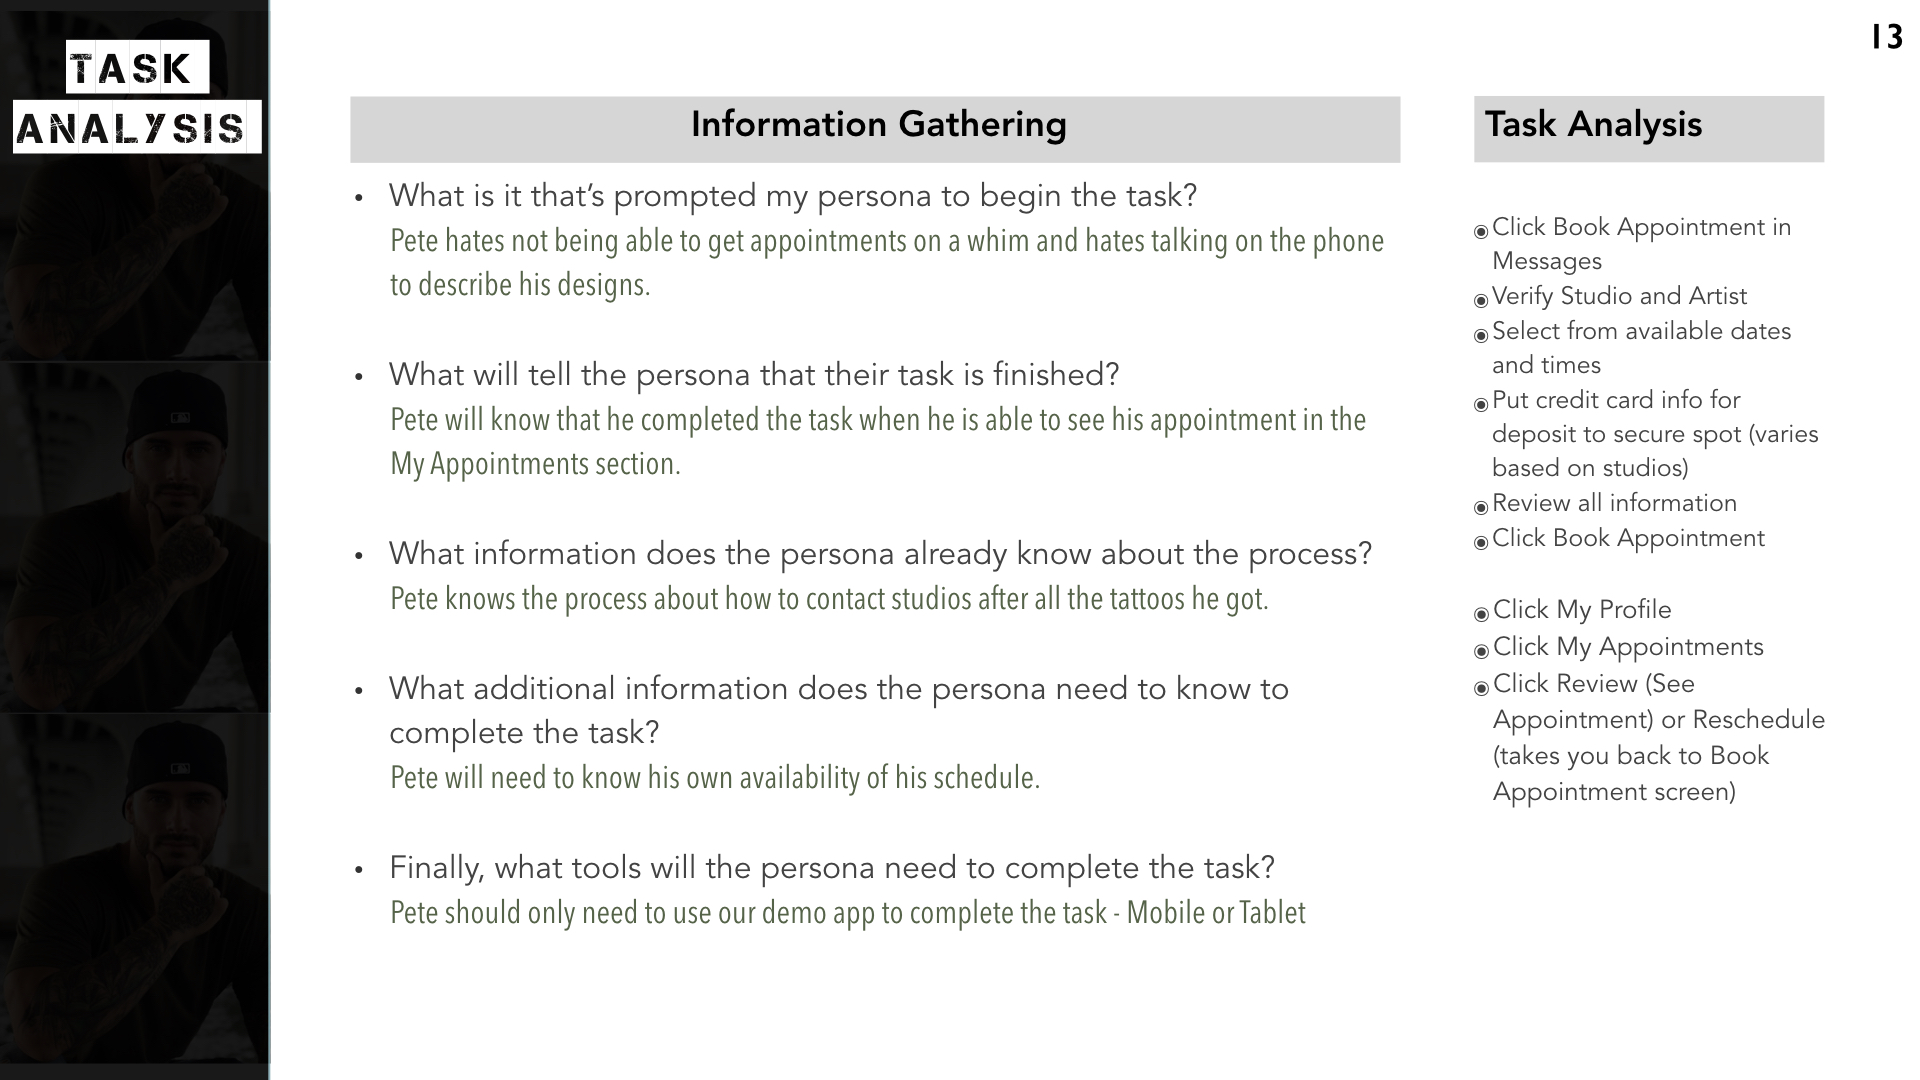 TASK
ANALYSIS
13
Information Gathering
• What is it that’s prompted my persona to begin the task?
Pete hates not being able to get appointments on a whim and hates talking on the phone
to describe his designs.
• What will tell the persona that their task is finished?
Pete will know that he completed the task when he is able to see his appointment in the
My Appointments section.
• What information does the persona already know about the process?
Pete knows the process about how to contact studios after all the tattoos he got.
• What additional information does the persona need to know to
complete the task?
Pete will need to know his own availability of his schedule.
• Finally, what tools will the persona need to complete the task?
Pete should only need to use our demo app to complete the task - Mobile or Tablet
Task Analysis
◉ Click Book Appointment in
Messages
◉ Verify Studio and Artist
◉ Select from available dates
and times
◉ Put credit card info for
deposit to secure spot (varies
based on studios)
◉ Review all information
◉ Click Book Appointment
◉ Click My Profile
◉ Click My Appointments
◉ Click Review (See
Appointment) or Reschedule
(takes you back to Book
Appointment screen)